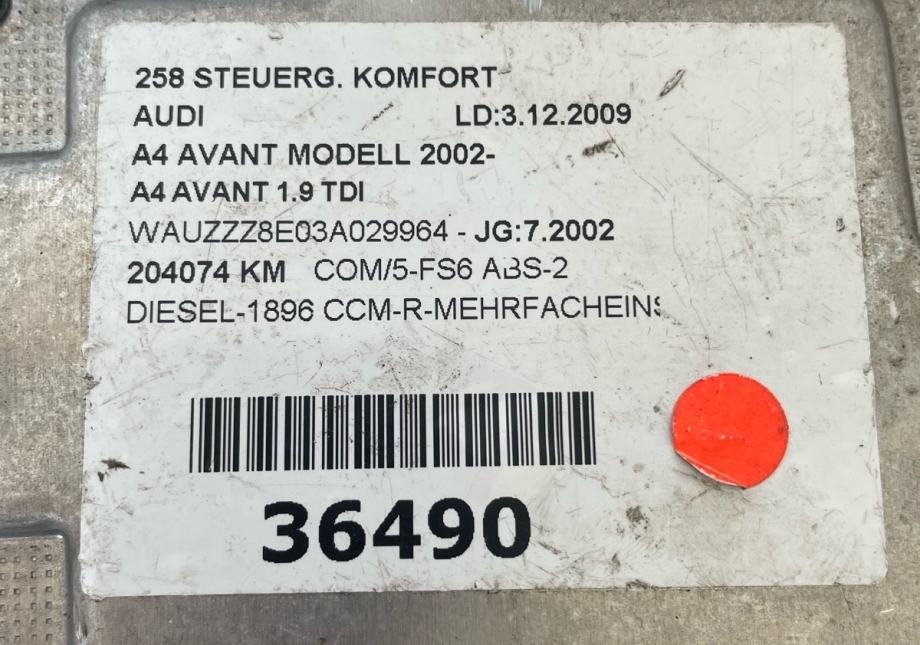 258 STEUERG. KOMFORT
AUDI LD:3.12.2009
A4 AVANT MODELL 2002-
A4 AVANT 1.9 TDI
WAUZZZ8E03A029964 - JG:7.2002
204074 KM COM/5-FS6 ABS-2
DIESEL-1896 CCM-R-MEHRFACHEINS
36490